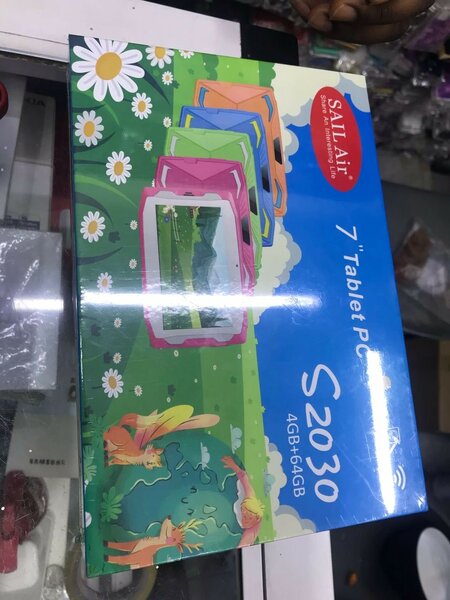 SAIL Air®
Share An Interesting Life
7" Tablet PC
S2030
4GB+64GB